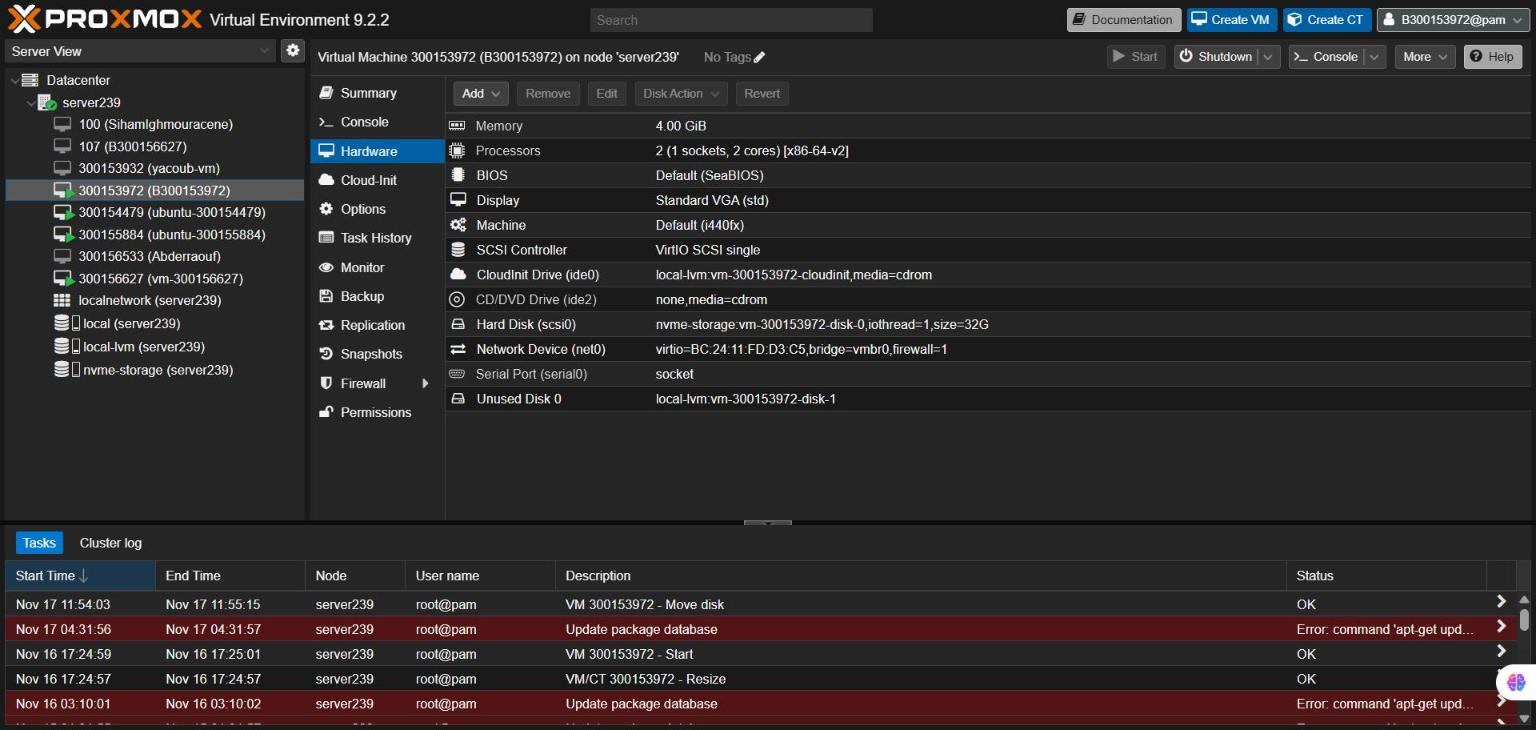 PROXMOX Virtual Environment 9.2.2
Search
Documentation
Create VM
Create CT
B300153972@pam
Server View
Virtual Machine 300153972 (B300153972) on node 'server239'
No Tags
Start
Shutdown
Console
More
Help
Datacenter
server239
100 (SihamIghmouracene)
107 (B300156627)
300153932 (yacoub-vm)
300153972 (B300153972)
300154479 (ubuntu-300154479)
300155884 (ubuntu-300155884)
300156533 (Abderraouf)
300156627 (vm-300156627)
localnetwork (server239)
local (server239)
local-lvm (server239)
nvme-storage (server239)
Summary
Console
Hardware
Cloud-Init
Options
Task History
Monitor
Backup
Replication
Snapshots
Firewall
Permissions
Add
Remove
Edit
Disk Action
Revert
Memory 4.00 GiB
Processors 2 (1 sockets, 2 cores) [x86-64-v2]
BIOS Default (SeaBIOS)
Display Standard VGA (std)
Machine Default (i440fx)
SCSI Controller VirtIO SCSI single
CloudInit Drive (ide0) local-lvm:vm-300153972-cloudinit,media=cdrom
CD/DVD Drive (ide2) none,media=cdrom
Hard Disk (scsi0) nvme-storage:vm-300153972-disk-0,iothread=1,size=32G
Network Device (net0) virtio=BC:24:11:FD:D3:C5,bridge=vmbr0,firewall=1
Serial Port (serial0) socket
Unused Disk 0 local-lvm:vm-300153972-disk-1
Tasks Cluster log
Start Time End Time Node User name Description Status
Nov 17 11:54:03 Nov 17 11:55:15 server239 root@pam VM 300153972 - Move disk OK
Nov 17 04:31:56 Nov 17 04:31:57 server239 root@pam Update package database Error: command 'apt-get upd...
Nov 16 17:24:59 Nov 16 17:25:01 server239 root@pam VM 300153972 - Start OK
Nov 16 17:24:57 Nov 16 17:24:57 server239 root@pam VM/CT 300153972 - Resize OK
Nov 16 03:10:01 Nov 16 03:10:02 server239 root@pam Update package database Error: command 'apt-get upd...